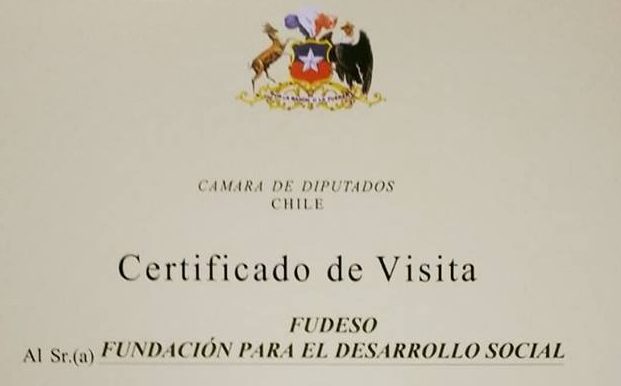 CAMARA DE DIPUTADOS
CHILE
Certificado de Visita
FUDESO
Al Sr.(a) FUNDACIÓN PARA EL DESARROLLO SOCIAL